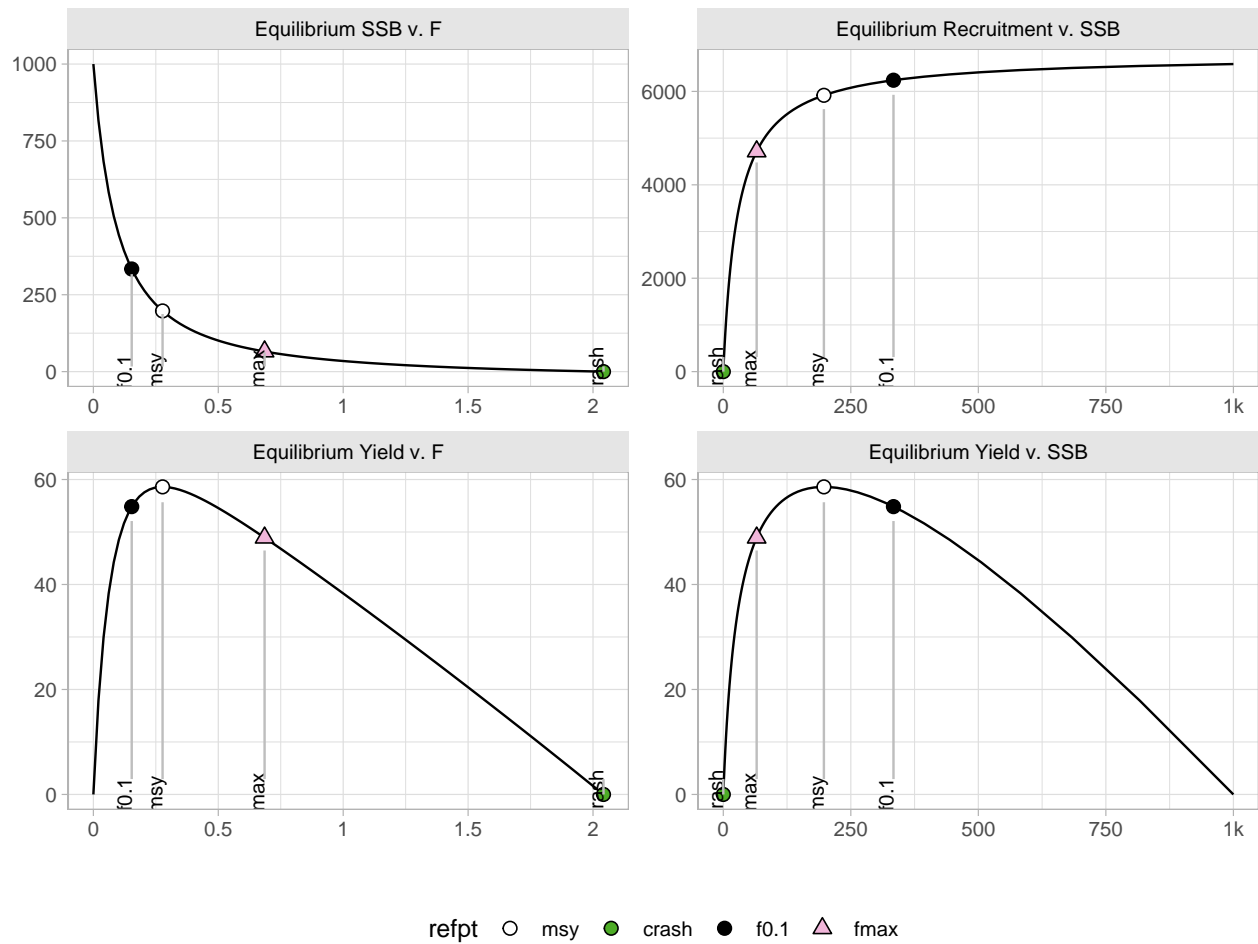 Equilibrium SSB v. F
1000
750
500
250
0
f0.1
msy
max
rash
0
0.5
1
1.5
2
Equilibrium Recruitment v. SSB
6000
4000
2000
0
rash
max
msy
f0.1
0
250
500
750
1k
Equilibrium Yield v. F
60
40
20
0
f0.1
msy
max
rash
0
0.5
1
1.5
2
Equilibrium Yield v. SSB
60
40
20
0
rash
max
msy
f0.1
0
250
500
750
1k
refpt msy crash f0.1 fmax